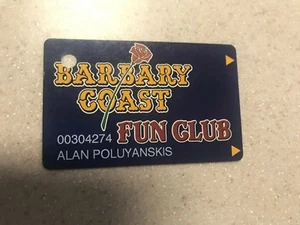 BARBARY
COAST
FUN CLUB
00304274
ALAN POLUYANSKIS